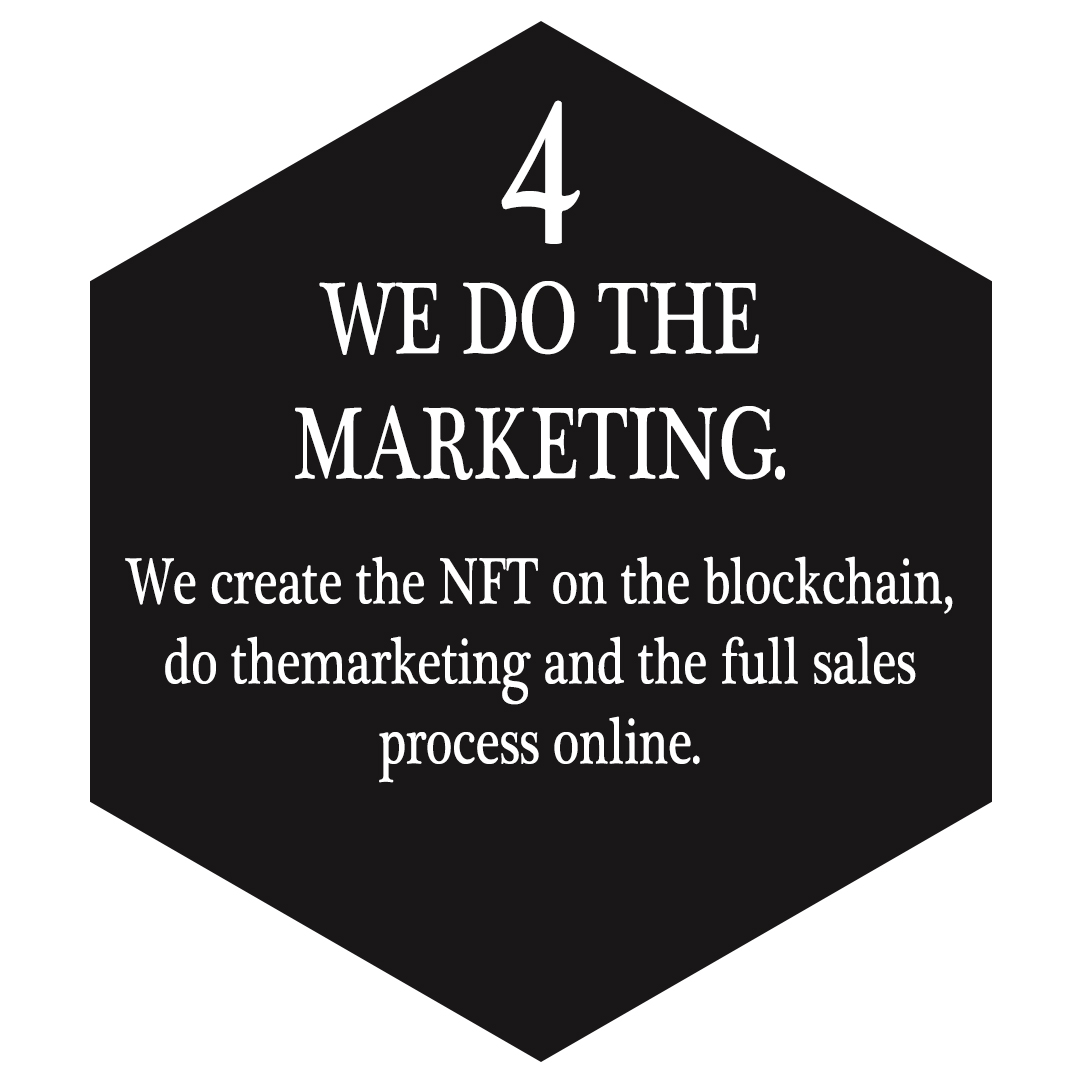 4
WE DO THE
MARKETING.
We create the NFT on the blockchain,
do themarketing and the full sales
process online.